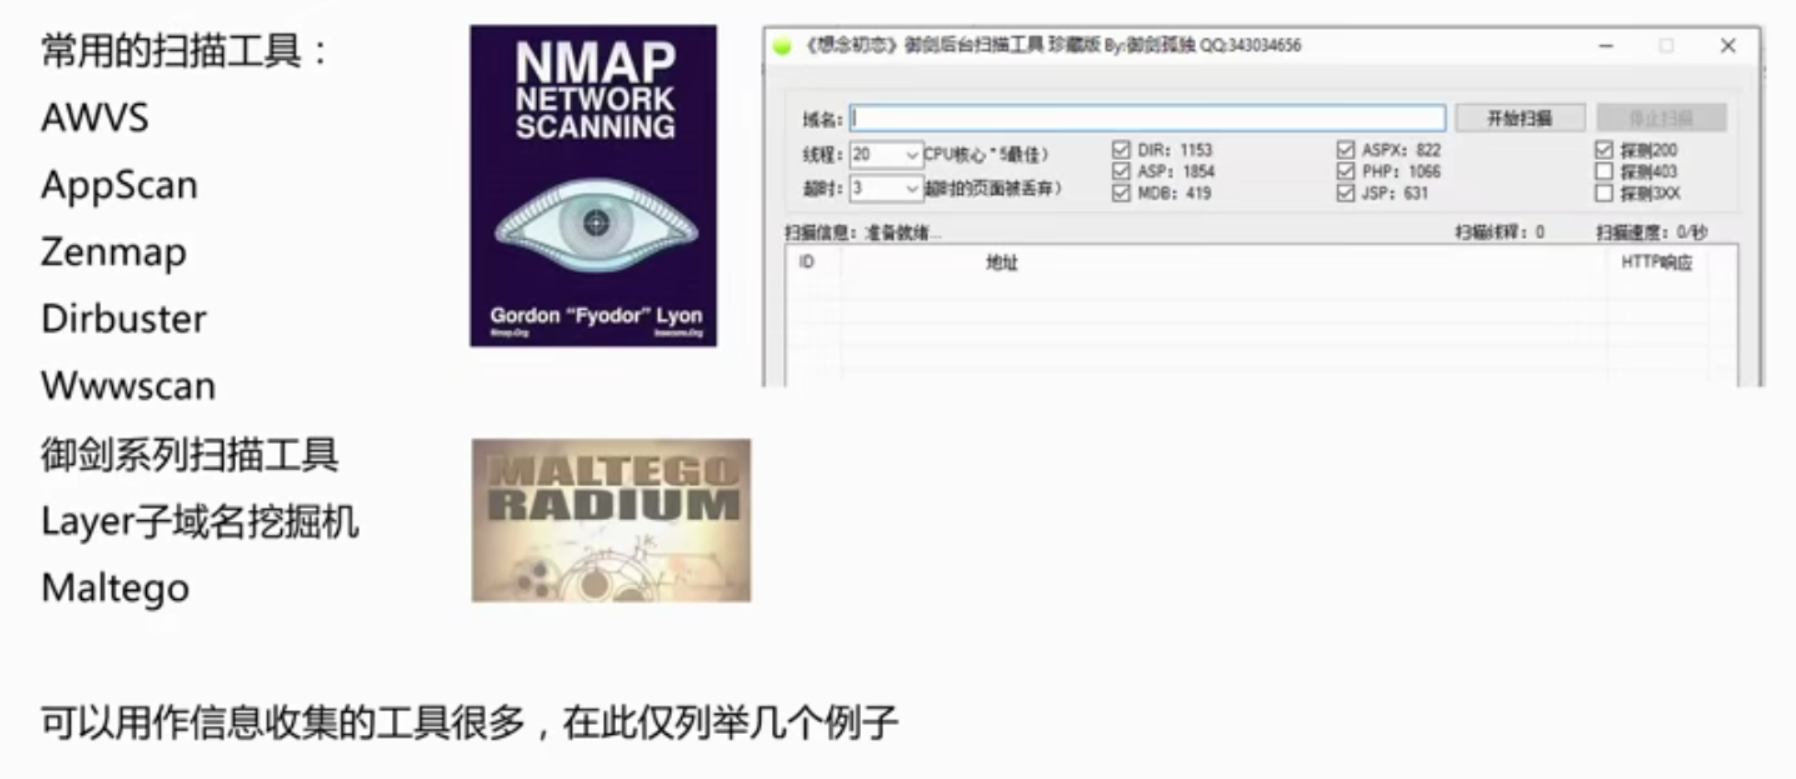 常用的扫描工具：
AWVS
AppScan
Zenmap
Dirbuster
Wwwscan
御剑系列扫描工具
Layer子域名挖掘机
Maltego
可以用作信息收集的工具很多，在此仅列举几个例子
NMAP
NETWORK
SCANNING
Gordon “Fyodor” Lyon
Nmap.Org
Insecure.Org
MALTEGO
RADIUM
《想念初恋》御剑后台扫描工具 珍藏版 By:御剑孤独 QQ:343034656
域名：
开始扫描
停止扫描
线程： 20 CPU核心 * 5最佳）
超时： 3 超时的页面被丢弃）
DIR： 1153
ASP： 1854
MDB： 419
ASPX： 822
PHP： 1066
JSP： 631
探测200
探测403
探测3XX
扫描信息： 准备就绪...
扫描线程： 0
扫描速度： 0/秒
ID
地址
HTTP响应